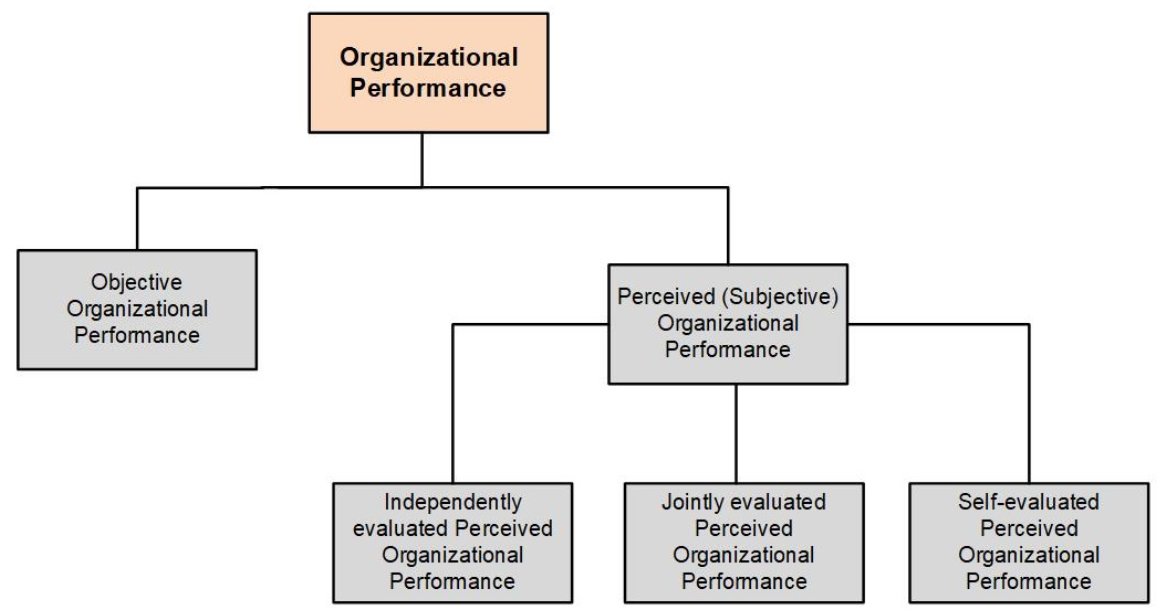 Organizational
Performance
Objective
Organizational
Performance
Perceived (Subjective)
Organizational
Performance
Independently
evaluated Perceived
Organizational
Performance
Jointly evaluated
Perceived
Organizational
Performance
Self-evaluated
Perceived
Organizational
Performance